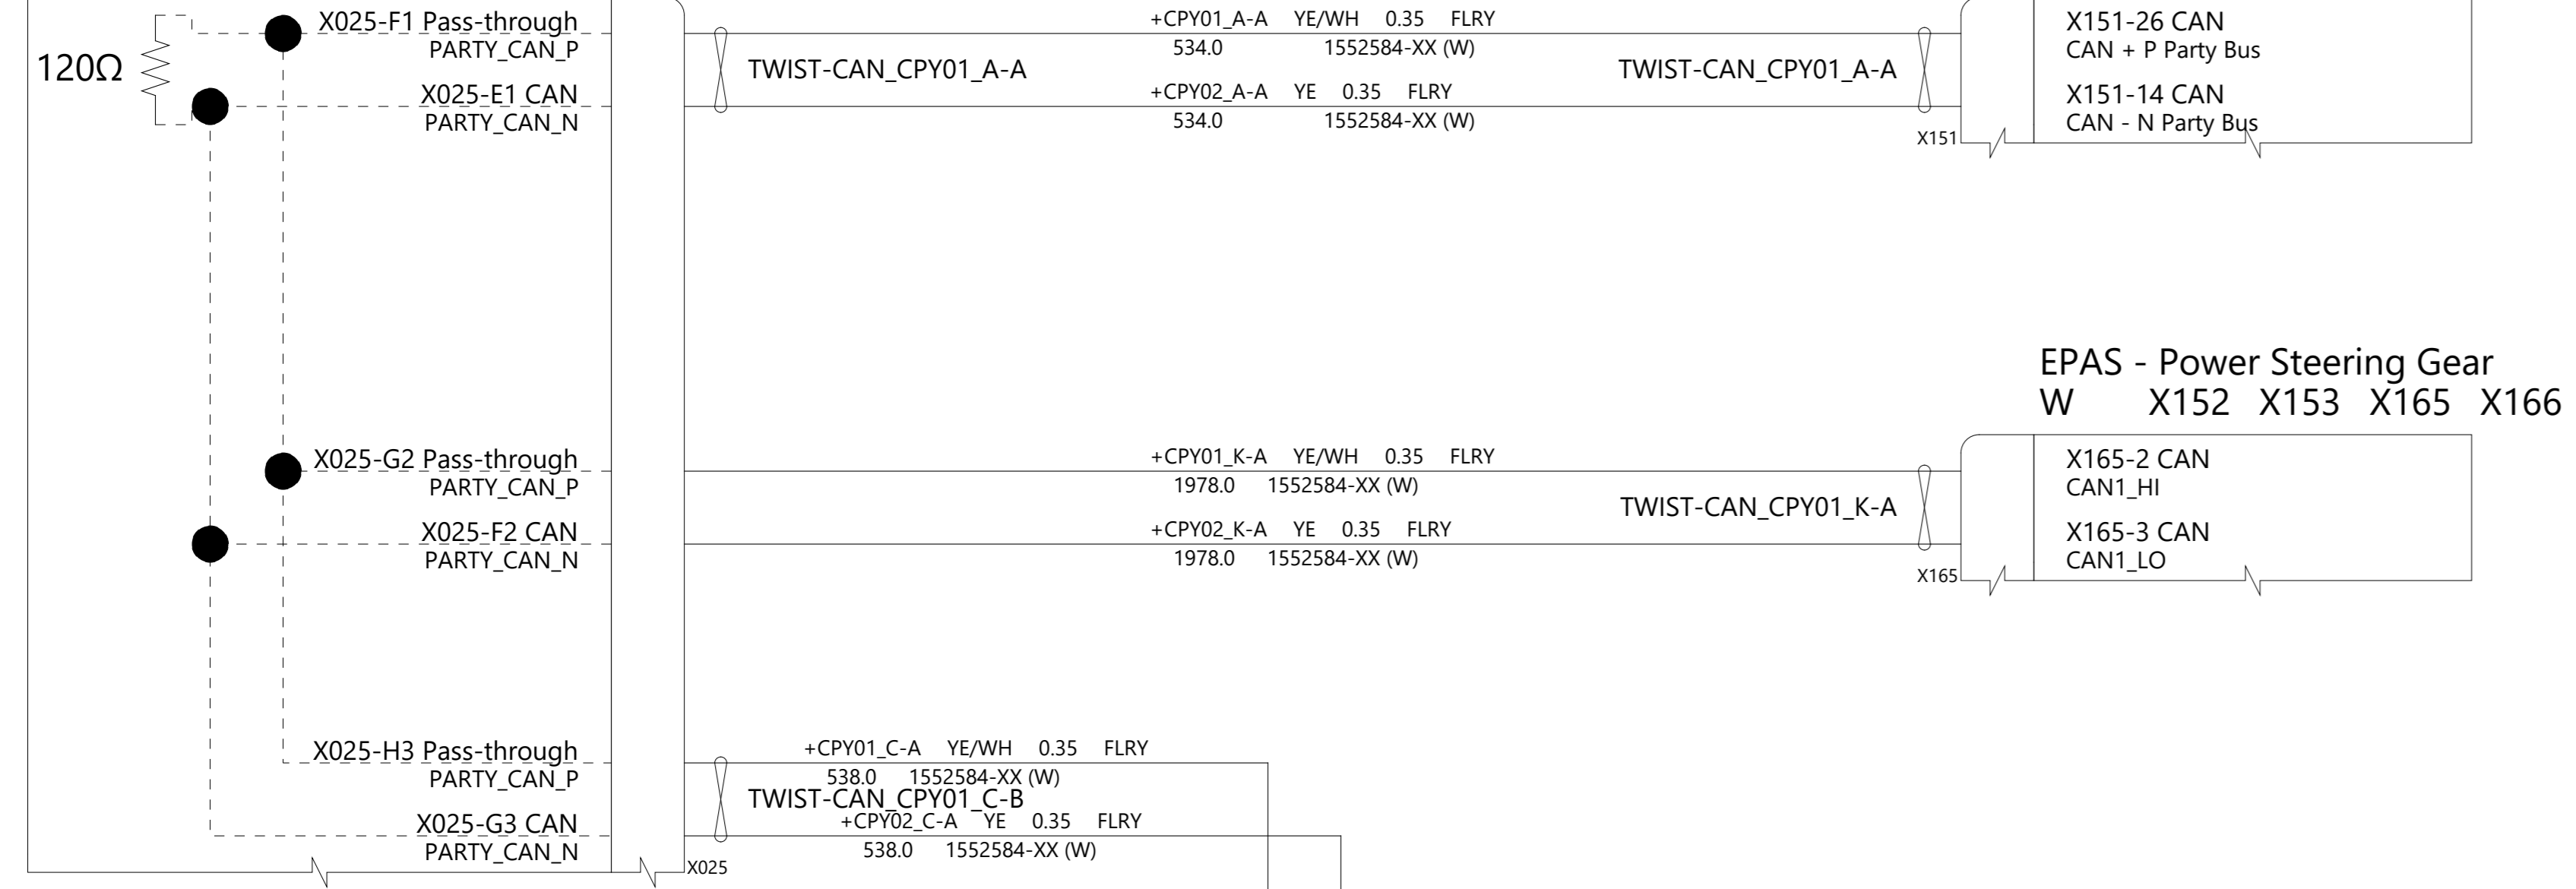 120Ω
X025-F1 Pass-through
PARTY_CAN_P
X025-E1 CAN
PARTY_CAN_N
TWIST-CAN_CPY01_A-A
+CPY01_A-A YE/WH 0.35 FLRY
534.0 1552584-XX (W)
+CPY02_A-A YE 0.35 FLRY
534.0 1552584-XX (W)
TWIST-CAN_CPY01_A-A
X151
X151-26 CAN
CAN + P Party Bus
X151-14 CAN
CAN - N Party Bus
EPAS - Power Steering Gear
W X152 X153 X165 X166
X025-G2 Pass-through
PARTY_CAN_P
X025-F2 CAN
PARTY_CAN_N
+CPY01_K-A YE/WH 0.35 FLRY
1978.0 1552584-XX (W)
+CPY02_K-A YE 0.35 FLRY
1978.0 1552584-XX (W)
TWIST-CAN_CPY01_K-A
X165
X165-2 CAN
CAN1_HI
X165-3 CAN
CAN1_LO
X025-H3 Pass-through
PARTY_CAN_P
X025-G3 CAN
PARTY_CAN_N
+CPY01_C-A YE/WH 0.35 FLRY
538.0 1552584-XX (W)
TWIST-CAN_CPY01_C-B
+CPY02_C-A YE 0.35 FLRY
538.0 1552584-XX (W)
X025